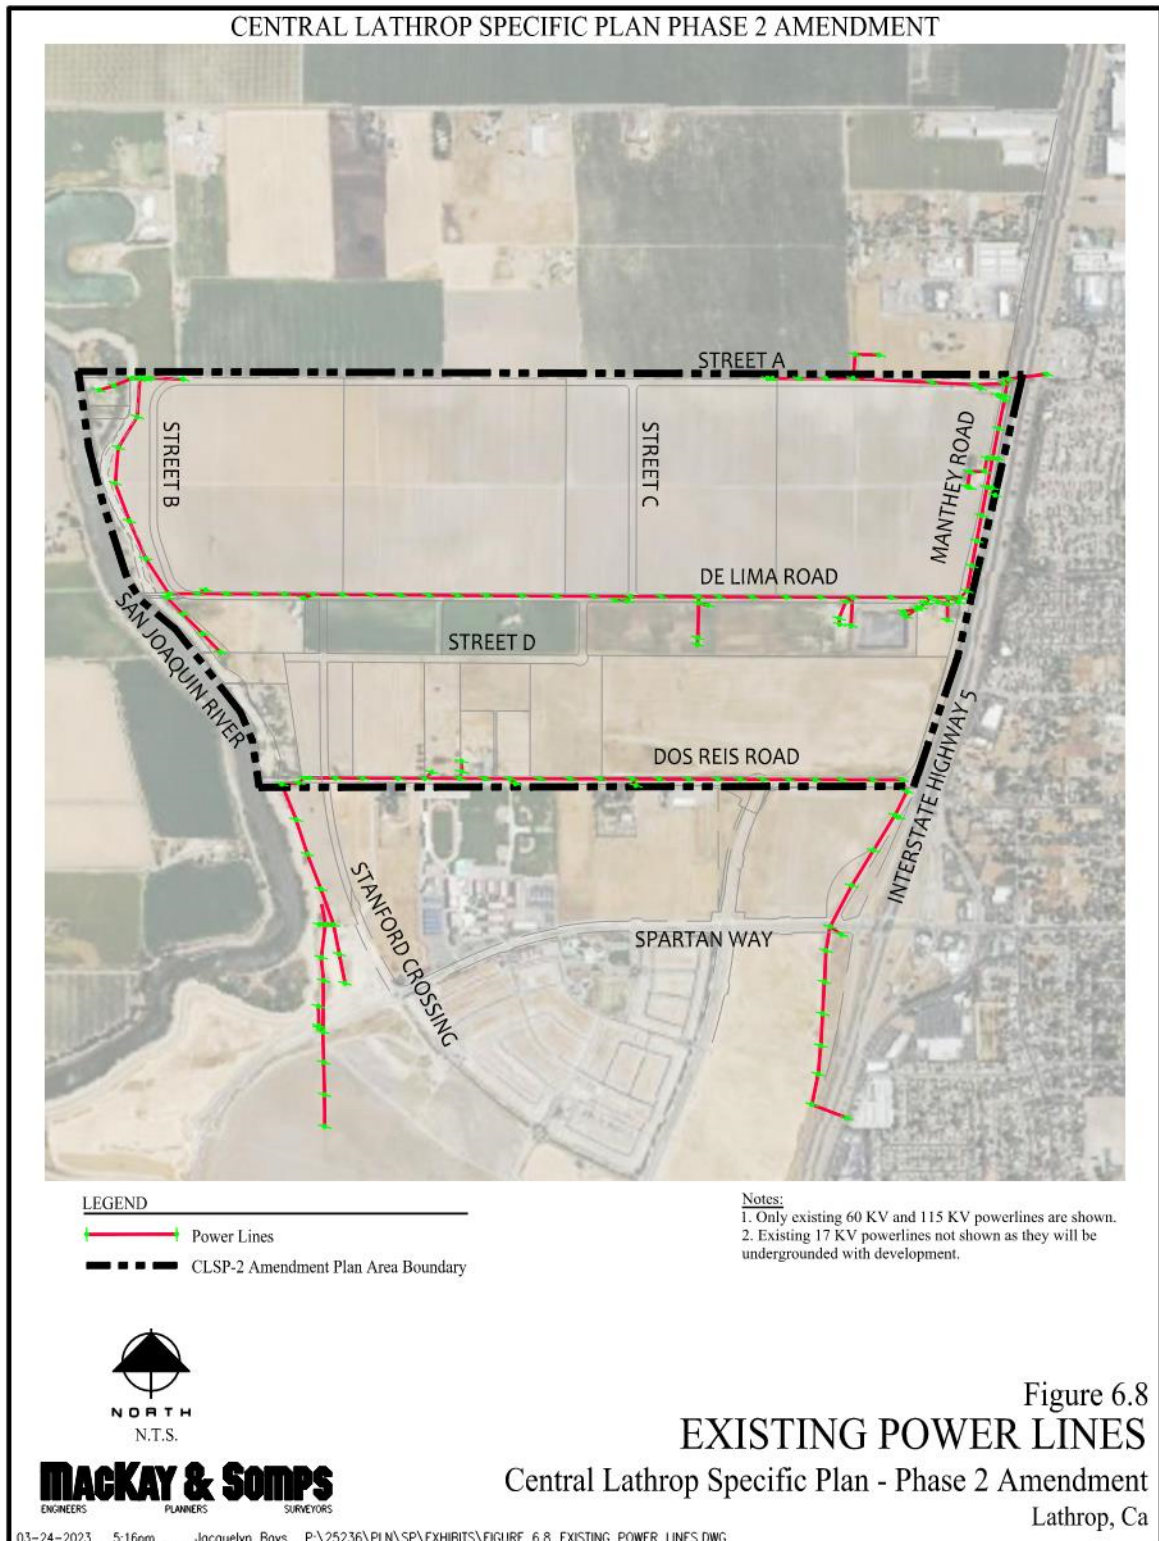 CENTRAL LATHROP SPECIFIC PLAN PHASE 2 AMENDMENT
STREET A
STREET B
STREET C
MANTHEY ROAD
DE LIMA ROAD
STREET D
SAN JOAQUIN RIVER
DOS REIS ROAD
INTERSTATE HIGHWAY 5
STANFORD CROSSING
SPARTAN WAY
LEGEND
Power Lines
CLSP-2 Amendment Plan Area Boundary
Notes:
1. Only existing 60 KV and 115 KV powerlines are shown.
2. Existing 17 KV powerlines not shown as they will be
undergrounded with development.
NORTH
N.T.S.
Figure 6.8
EXISTING POWER LINES
Central Lathrop Specific Plan - Phase 2 Amendment
Lathrop, Ca
MACKAY & SOMPS
ENGINEERS PLANNERS SURVEYORS
03-24-2023 5:16pm Jacquelyn Bays P:\25236\PLN\SP\EXHIBITS\FIGURE 6.8 EXISTING POWER LINES.DWG